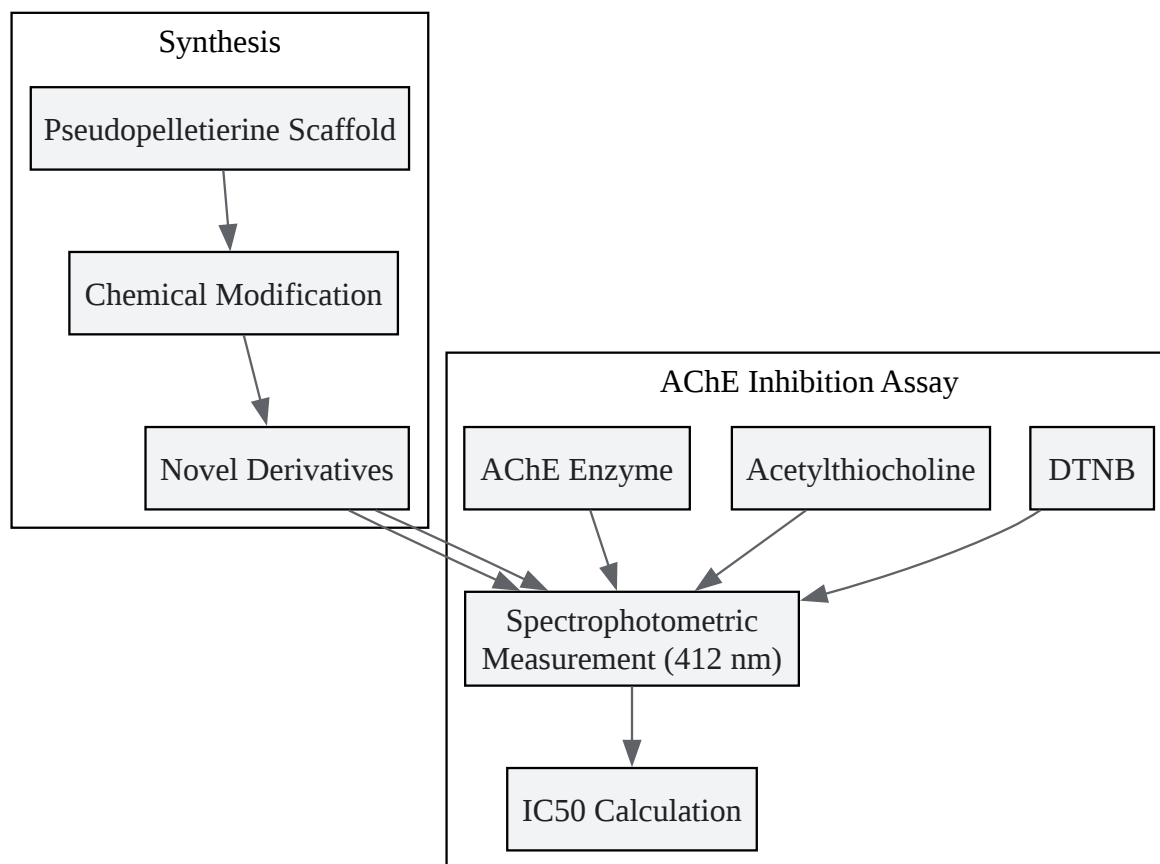 Synthesis
Pseudopelletierine Scaffold
Chemical Modification
Novel Derivatives
AChE Inhibition Assay
AChE Enzyme
Acetylthiocholine
DTNB
Spectrophotometric
Measurement (412 nm)
IC50 Calculation